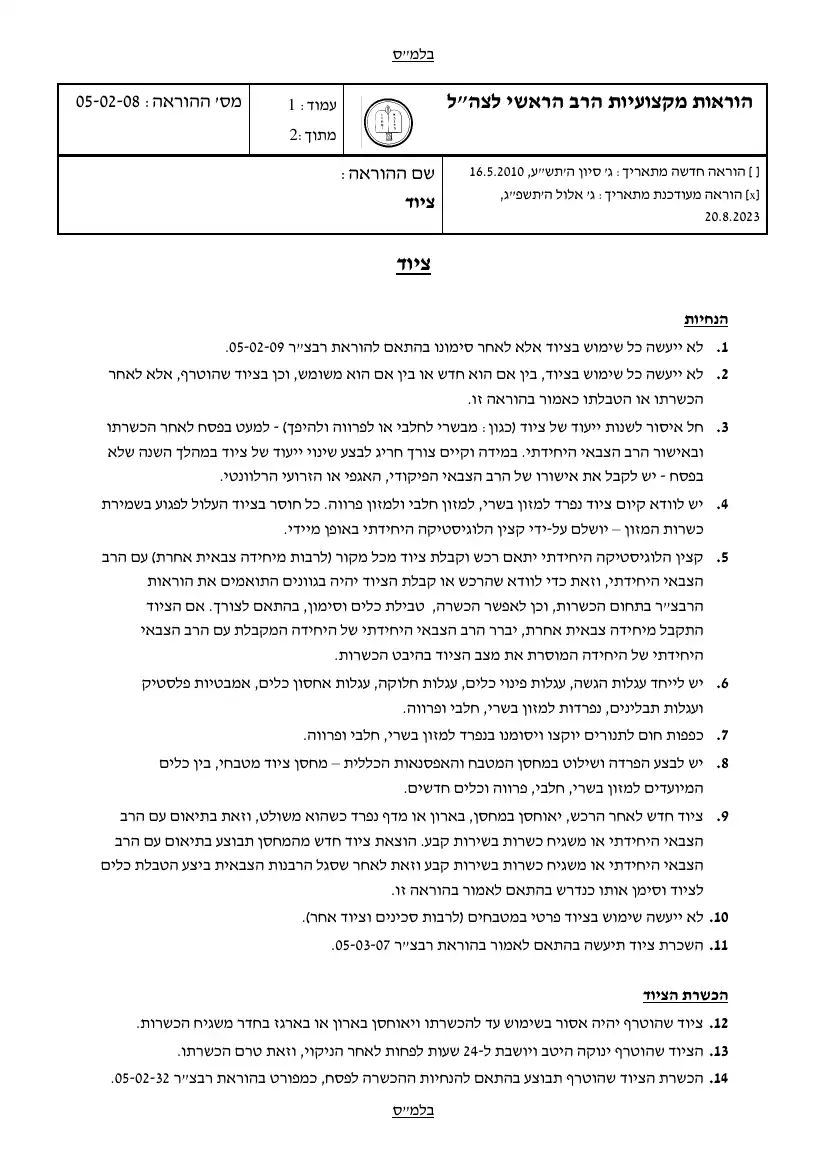 בלמ״ס
הוראות מקצועיות הרב הראשי לצה״ל
עמוד: 1
מתוך: 2
מס׳ ההוראה: 05-02-08
[ ] הוראה חדשה מתאריך: ג׳ סיון ה׳תש״ע, 16.5.2010
[x] הוראה מעודכנת מתאריך: ג׳ אלול ה׳תשפ״ג,
20.8.2023
שם ההוראה:
ציוד
ציוד
הנחיות
1. לא ייעשה כל שימוש בציוד אלא לאחר סימונו בהתאם להוראת רבצ״ר 05-02-09.
2. לא ייעשה כל שימוש בציוד, בין אם הוא חדש או בין אם הוא משומש, וכן בציוד שהוטרף, אלא לאחר
הכשרתו או הטבלתו כאמור בהוראה זו.
3. חל איסור לשנות ייעוד של ציוד (כגון: מבשרי לחלבי או לפרווה ולהיפך) - למעט בפסח לאחר הכשרתו
ובאישור הרב הצבאי היחידתי. במידה וקיים צורך חריג לבצע שינוי ייעוד של ציוד במהלך השנה שלא
בפסח - יש לקבל את אישורו של הרב הצבאי הפיקודי, האגפי או הזרועי הרלוונטי.
4. יש לוודא קיום ציוד נפרד למזון בשרי, למזון חלבי ולמזון פרווה. כל חוסר בציוד העלול לפגוע בשמירת
כשרות המזון – יושלם על-ידי קצין הלוגיסטיקה היחידתי באופן מיידי.
5. קצין הלוגיסטיקה היחידתי יתאם רכש וקבלת ציוד מכל מקור (לרבות מיחידה צבאית אחרת) עם הרב
הצבאי היחידתי, וזאת כדי לוודא שהרכש או קבלת הציוד יהיה בגוונים התואמים את הוראות
הרבצ״ר בתחום הכשרות, וכן לאפשר הכשרה, טבילת כלים וסימון, בהתאם לצורך. אם הציוד
התקבל מיחידה צבאית אחרת, יברר הרב הצבאי היחידתי של היחידה המקבלת עם הרב הצבאי
היחידתי של היחידה המוסרת את מצב הציוד בהיבט הכשרות.
6. יש לייחד עגלות הגשה, עגלות פינוי כלים, עגלות חלוקה, עגלות אחסון כלים, אמבטיות פלסטיק
ועגלות תבלינים, נפרדות למזון בשרי, חלבי ופרווה.
7. כפפות חום לתנורים יוקצו ויסומנו בנפרד למזון בשרי, חלבי ופרווה.
8. יש לבצע הפרדה ושילוט במחסן המטבח והאפסנאות הכללית – מחסן ציוד מטבחי, בין כלים
המיועדים למזון בשרי, חלבי, פרווה וכלים חדשים.
9. ציוד חדש לאחר הרכש, יאוחסן במחסן, בארון או מדף נפרד כשהוא משולט, וזאת בתיאום עם הרב
הצבאי היחידתי או משגיח כשרות בשירות קבע. הוצאת ציוד חדש מהמחסן תבוצע בתיאום עם הרב
הצבאי היחידתי או משגיח כשרות בשירות קבע וזאת לאחר שסגל הרבנות הצבאית ביצע הטבלת כלים
לציוד וסימן אותו כנדרש בהתאם לאמור בהוראה זו.
10. לא ייעשה שימוש בציוד פרטי במטבחים (לרבות סכינים וציוד אחר).
11. השכרת ציוד תיעשה בהתאם לאמור בהוראת רבצ״ר 05-03-07.
הכשרת הציוד
12. ציוד שהוטרף יהיה אסור בשימוש עד להכשרתו ויאוחסן בארון או בארגז בחדר משגיח הכשרות.
13. הציוד שהוטרף ינוקה היטב ויושבת ל-24 שעות לפחות לאחר הניקוי, וזאת טרם הכשרתו.
14. הכשרת הציוד שהוטרף תבוצע בהתאם להנחיות ההכשרה לפסח, כמפורט בהוראת רבצ״ר 05-02-32.
בלמ״ס